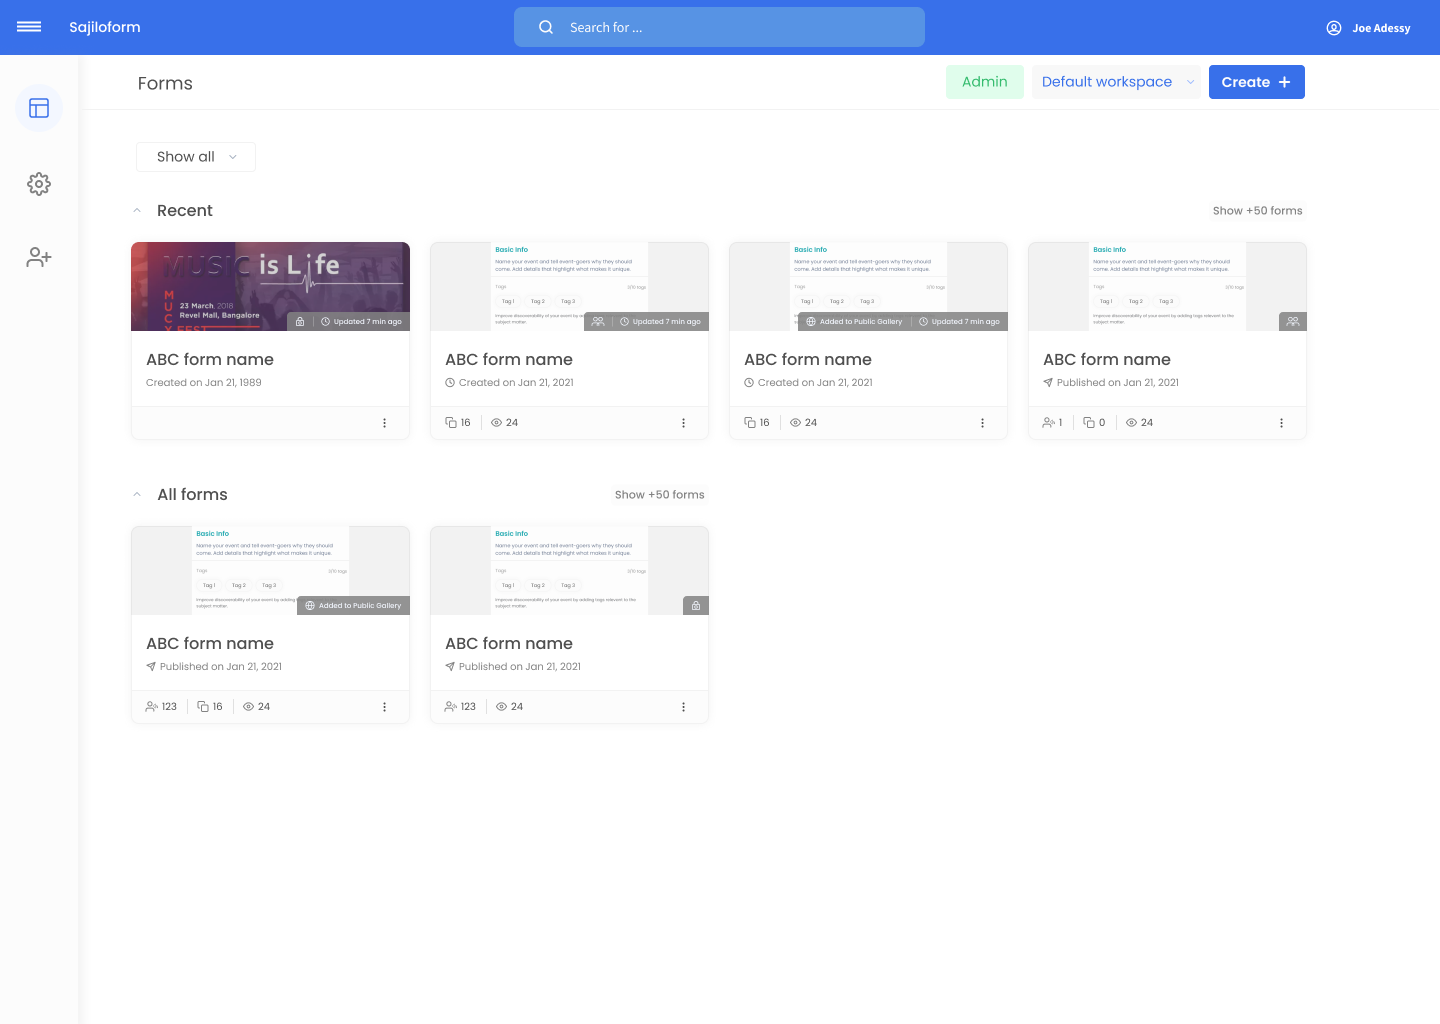 Sajiloform
Search for ...
Joe Adessy
Forms
Admin
Default workspace
Create
Show all
Recent
Show +50 forms
MUSIC is Life
MUCY FEST
23 March, 2018
Revel Mall, Bangalore
Updated 7 min ago
ABC form name
Created on Jan 21, 1989
Basic Info
Name your event and tell event-goers why they should
come. Add details that highlight what makes it unique.
Tags
3/10 tags
Tag 1 Tag 2 Tag 3
Improve discoverability of your event by
subject matter.
Updated 7 min ago
ABC form name
Created on Jan 21, 2021
16 24
Basic Info
Name your event and tell event-goers why they should
come. Add details that highlight what makes it unique.
Tags
3/10 tags
Tag 1 Tag 2 Tag 3
Added to Public Gallery
Updated 7 min ago
ABC form name
Created on Jan 21, 2021
16 24
Basic Info
Name your event and tell event-goers why they should
come. Add details that highlight what makes it unique.
Tags
3/10 tags
Tag 1 Tag 2 Tag 3
Improve discoverability of your event by adding tags relevant to the
subject matter.
ABC form name
Published on Jan 21, 2021
1 0 24
All forms
Show +50 forms
Basic Info
Name your event and tell event-goers why they should
come. Add details that highlight what makes it unique.
Tags
3/10 tags
Tag 1 Tag 2 Tag 3
Improve discoverability of your event by adding
subject matter.
Added to Public Gallery
ABC form name
Published on Jan 21, 2021
123 16 24
Basic Info
Name your event and tell event-goers why they should
come. Add details that highlight what makes it unique.
Tags
3/10 tags
Tag 1 Tag 2 Tag 3
Improve discoverability of your event by adding tags relevant to the
subject matter.
ABC form name
Published on Jan 21, 2021
123 24